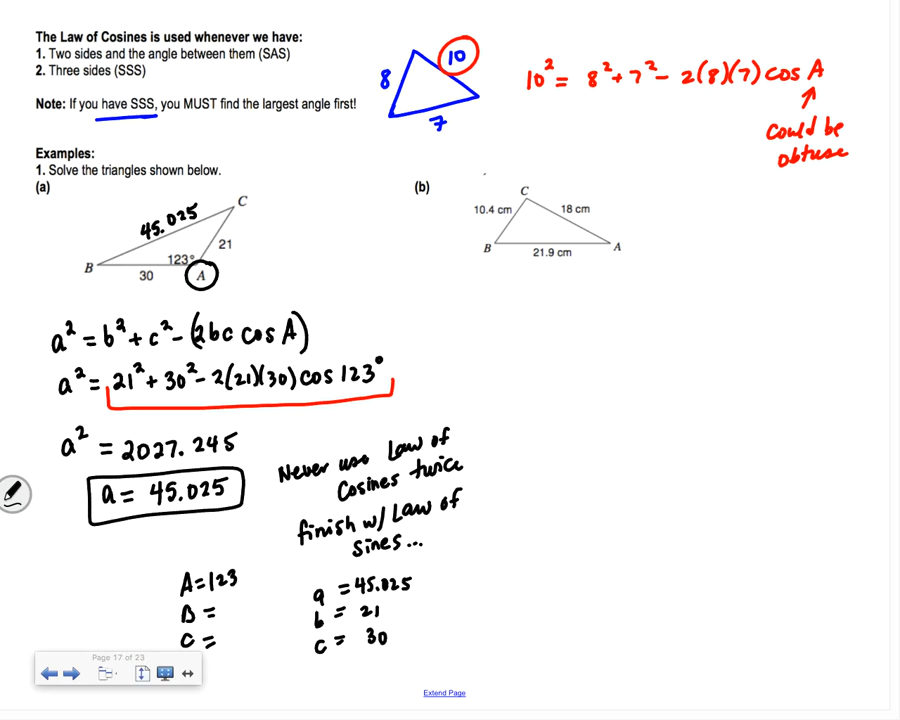 The Law of Cosines is used whenever we have:
1. Two sides and the angle between them (SAS)
2. Three sides (SSS)
Note: If you have SSS, you MUST find the largest angle first!
8
10
7
10² = 8² + 7² - 2(8)(7) cos A
could be
obtuse
Examples:
1. Solve the triangles shown below.
(a)
45.025
C
21
123°
B
30
A
(b)
C
10.4 cm
18 cm
B
A
21.9 cm
a² = b² + c² - (2bc cos A)
a² = 21² + 30² - 2(21)(30) cos 123°
a² = 2027.245
a = 45.025
Never use Law of
Cosines twice
finish w/ Law of
sines...
A=123
B =
C =
a = 45.025
b = 21
c = 30
Page 17 of 23
Extend Page